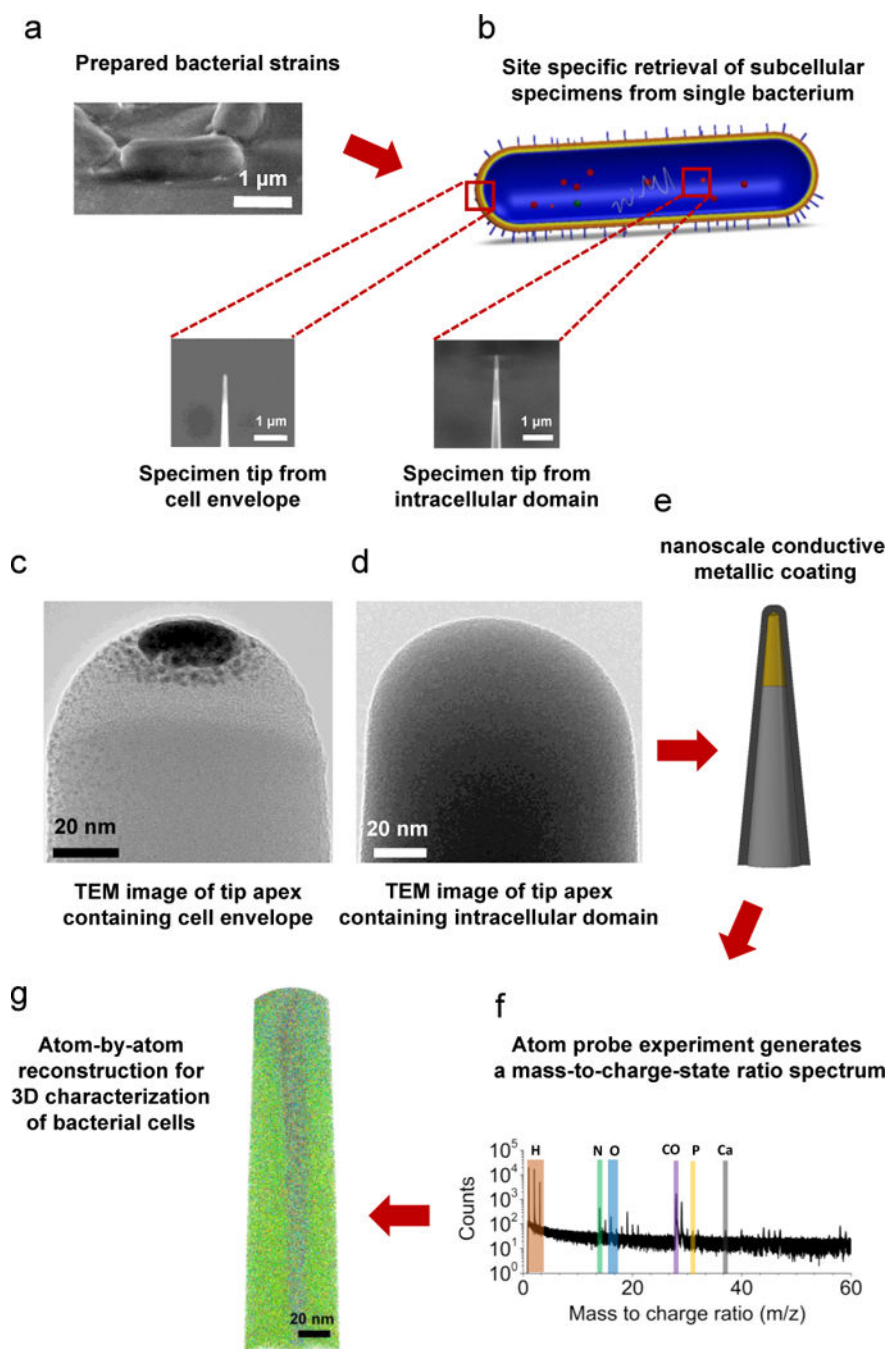 a
Prepared bacterial strains
1 µm
b
Site specific retrieval of subcellular
specimens from single bacterium
1 µm
Specimen tip from
cell envelope
1 µm
Specimen tip from
intracellular domain
c
20 nm
TEM image of tip apex
containing cell envelope
d
20 nm
TEM image of tip apex
containing intracellular domain
e
nanoscale conductive
metallic coating
f
Atom probe experiment generates
a mass-to-charge-state ratio spectrum
H N O CO P Ca
Counts
10⁵
10⁴
10³
10²
10¹
10⁰
20 40 60
Mass to charge ratio (m/z)
g
Atom-by-atom
reconstruction for
3D characterization
of bacterial cells
20 nm